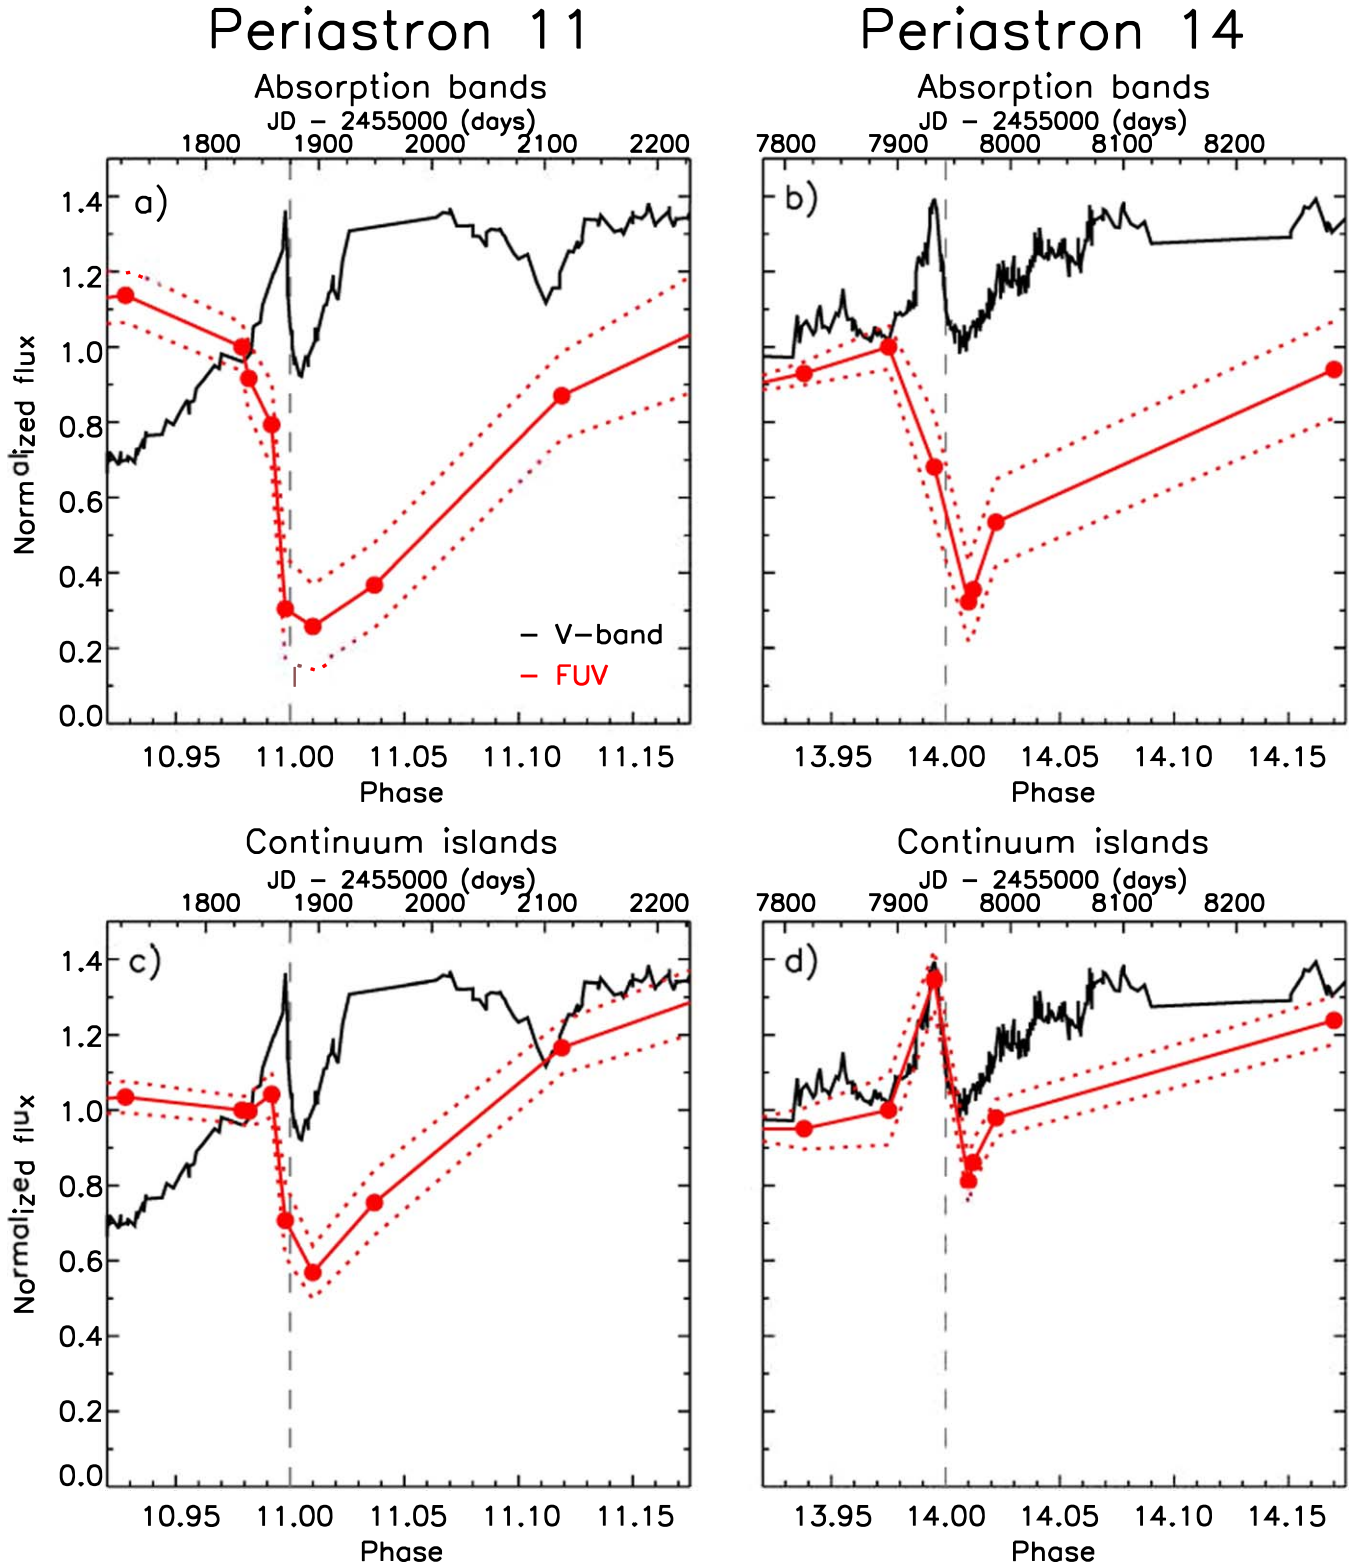 Periastron 11
Periastron 14
Absorption bands
JD - 2455000 (days)
1800 1900 2000 2100 2200
a)
1.4
1.2
1.0
0.8
0.6
0.4
0.2
0.0
Normalized flux
— V-band
— FUV
10.95 11.00 11.05 11.10 11.15
Phase
Absorption bands
JD - 2455000 (days)
7800 7900 8000 8100 8200
b)
13.95 14.00 14.05 14.10 14.15
Phase
Continuum islands
JD - 2455000 (days)
1800 1900 2000 2100 2200
c)
1.4
1.2
1.0
0.8
0.6
0.4
0.2
0.0
Normalized flux
10.95 11.00 11.05 11.10 11.15
Phase
Continuum islands
JD - 2455000 (days)
7800 7900 8000 8100 8200
d)
13.95 14.00 14.05 14.10 14.15
Phase